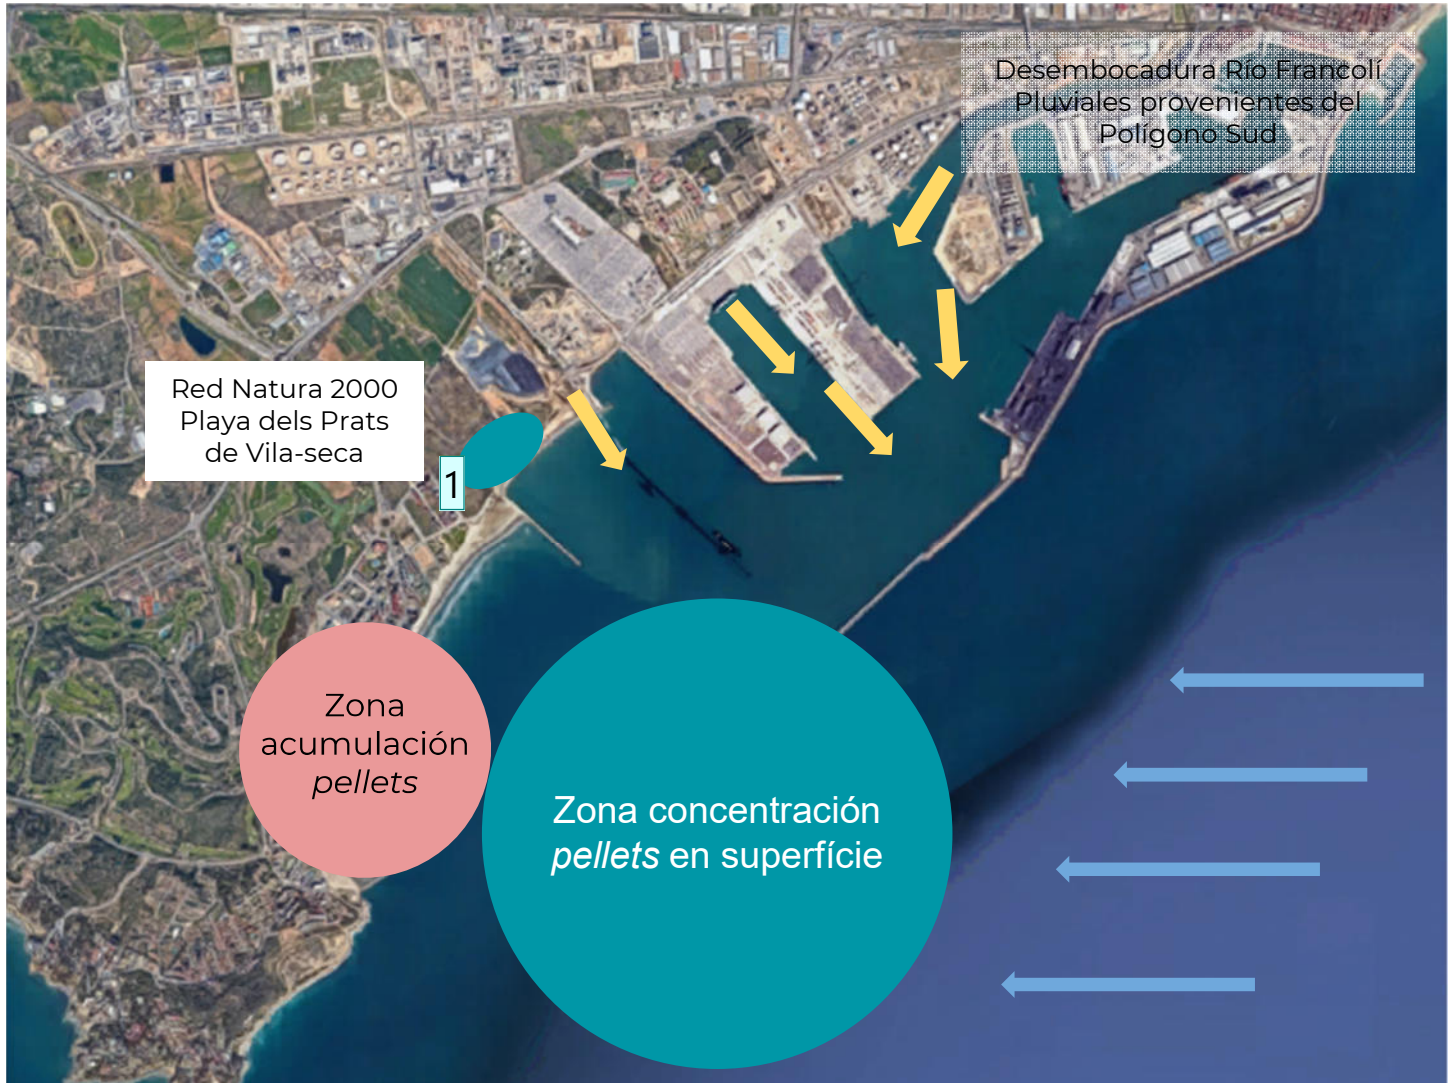 Desembocadura Río Francolí
Pluviales provenientes del
Polígono Sud
Red Natura 2000
Playa dels Prats
de Vila-seca
1
Zona
acumulación
pellets
Zona concentración
pellets en superfície